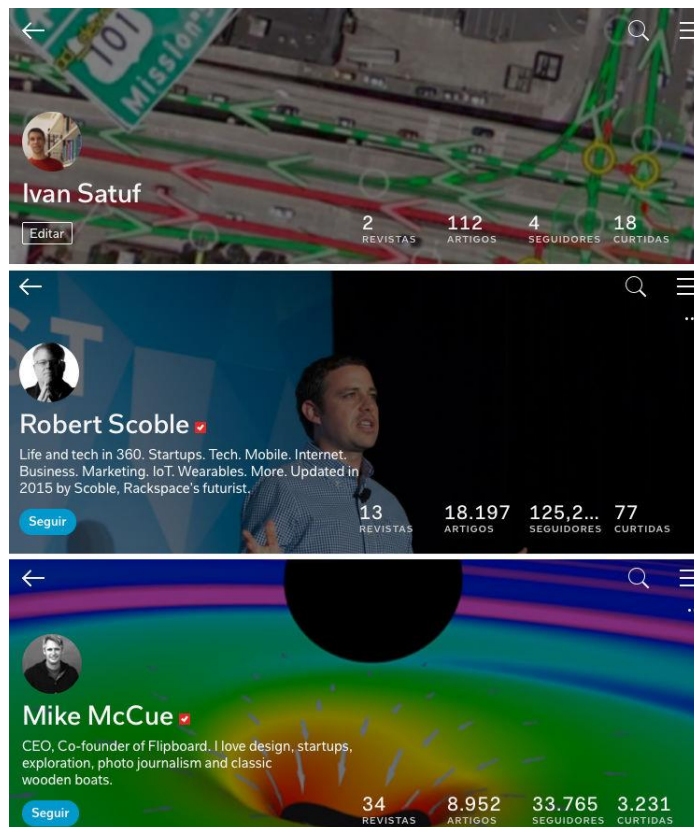 101
Mission S
Ivan Satuf
Editar
2 112 4 18
REVISTAS ARTIGOS SEGUIDORES CURTIDAS
ST
Robert Scoble
Life and tech in 360. Startups. Tech. Mobile. Internet.
Business. Marketing. IoT. Wearables. More. Updated in
2015 by Scoble, Rackspace's futurist.
Seguir
13 18.197 125,2... 77
REVISTAS ARTIGOS SEGUIDORES CURTIDAS
Mike McCue
CEO, Co-founder of Flipboard. I love design, startups,
exploration, photo journalism and classic
wooden boats.
Seguir
34 8.952 33.765 3.231
REVISTAS ARTIGOS SEGUIDORES CURTIDAS